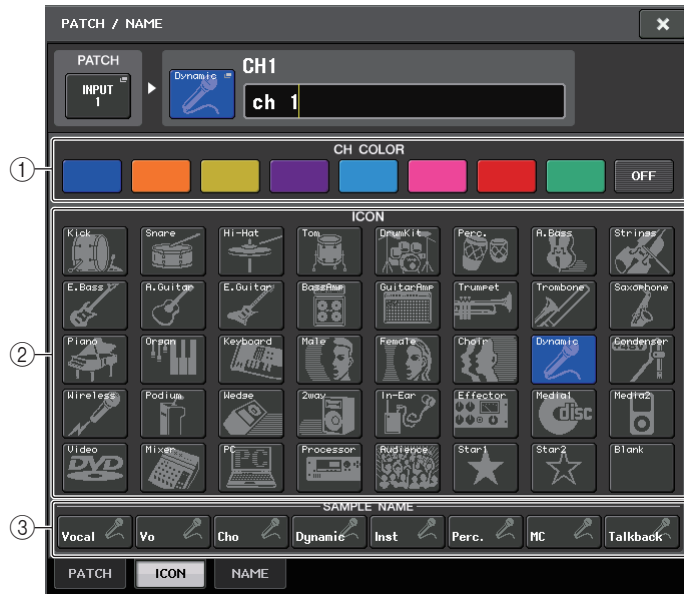 PATCH / NAME
PATCH
INPUT
1
Dynamic
CH1
ch 1
1
CH COLOR
OFF
2
ICON
Kick Snare Hi-Hat Tom DrumKit Perc. A.Bass Strings
E.Bass A.Guitar E.Guitar BassAmp GuitarAmp Trumpet Trombone Saxophone
Piano Organ Keyboard Male Female Choir Dynamic Condenser
Wireless Podium Wedge 2way In-Ear Effector Media1 disc Media2
Video DVD Mixer PC PC Processor Audience Star1 Star2 Blank
3
SAMPLE NAME
Vocal Vo Cho Dynamic Inst Perc. MC Talkback
PATCH ICON NAME